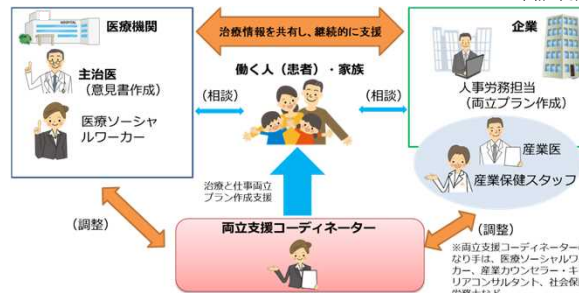 医療機関
治療情報を共有し、継続的に支援
企業
主治医
(意見書作成)
働く人(患者)・家族
人事労務担当
(両立プラン作成)
(相談)
(相談)
医療ソーシャ
ルワーカー
産業医
産業保健スタッフ
治療と仕事両立
プラン作成支援
(調整)
両立支援コーディネーター
(調整)
※両立支援コーディネーターに
なり手は、医療ソーシャルワー
カー、産業カウンセラー・キャ
リアコンサルタント、社会保険